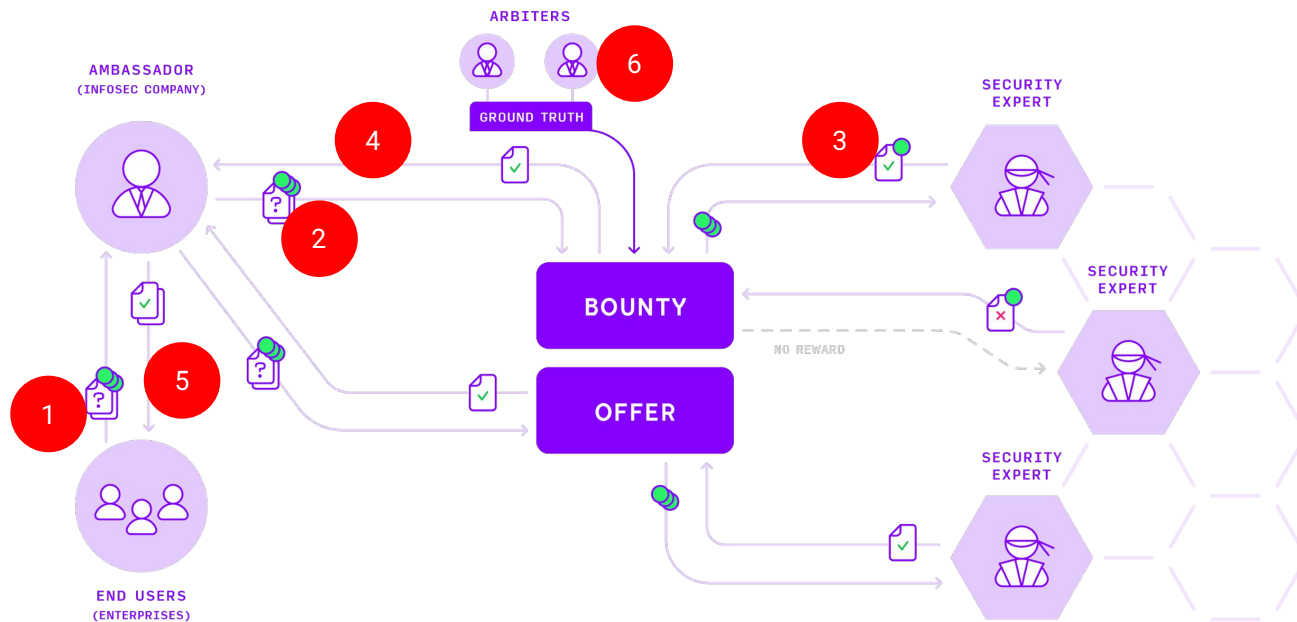 ARBITERS
6
AMBASSADOR
(INFOSEC COMPANY)
SECURITY
EXPERT
GROUND TRUTH
4
3
?
2
SECURITY
EXPERT
BOUNTY
NO REWARD
?
5
?
1
OFFER
SECURITY
EXPERT
END USERS
(ENTERPRISES)